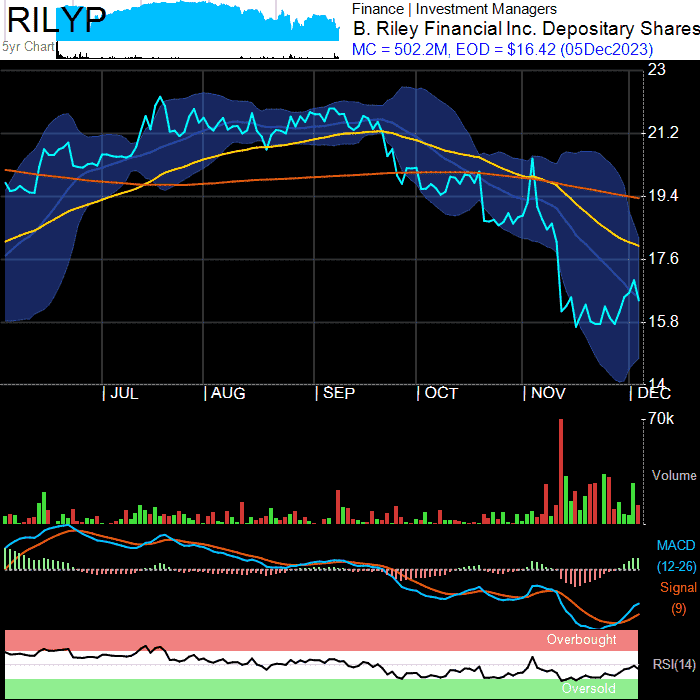 RILYP
5yr Chart
Finance | Investment Managers
B. Riley Financial Inc. Depositary Shares
MC = 502.2M, EOD = $16.42 (05Dec2023)
23
21.2
19.4
17.6
15.8
14
JUL
AUG
SEP
OCT
NOV
DEC
70k
Volume
MACD
(12-26)
Signal
(9)
Overbought
RSI(14)
Oversold